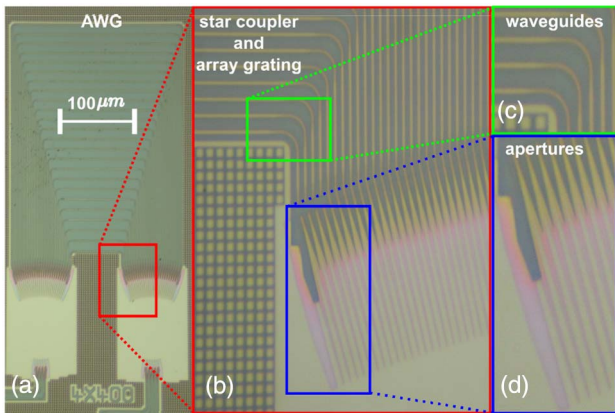 AWG
100μm
(a)
4X400
star coupler
and
array grating
(b)
waveguides
(c)
apertures
(d)